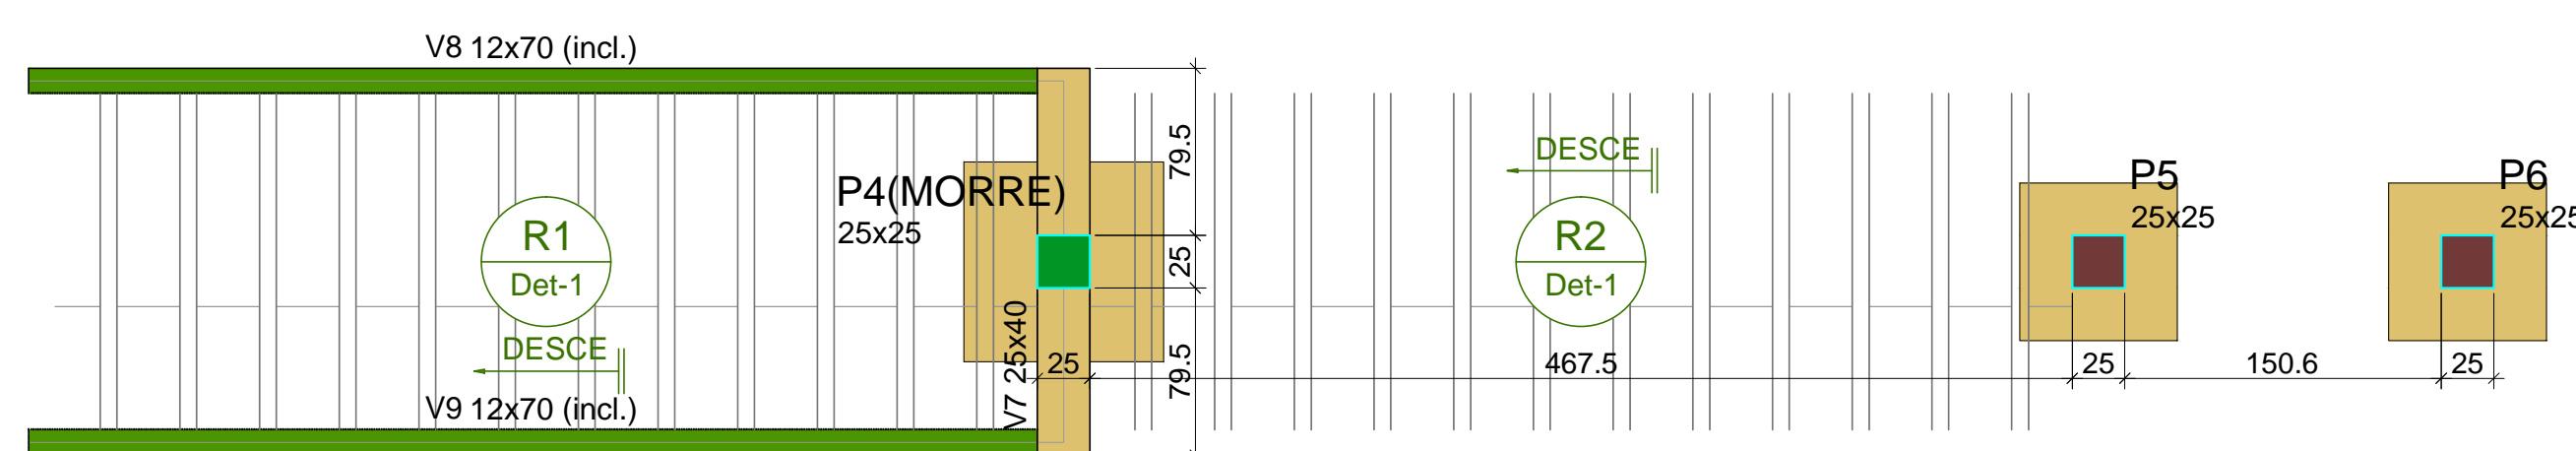 V8 12x70 (incl.)
79.5
DESCE
P4(MORRE)
25x25
P5
25x25
P6
25x25
R1
Det-1
25
R2
Det-1
DESCE
V7 25x40
25
79.5
467.5
25
150.6
25
V9 12x70 (incl.)